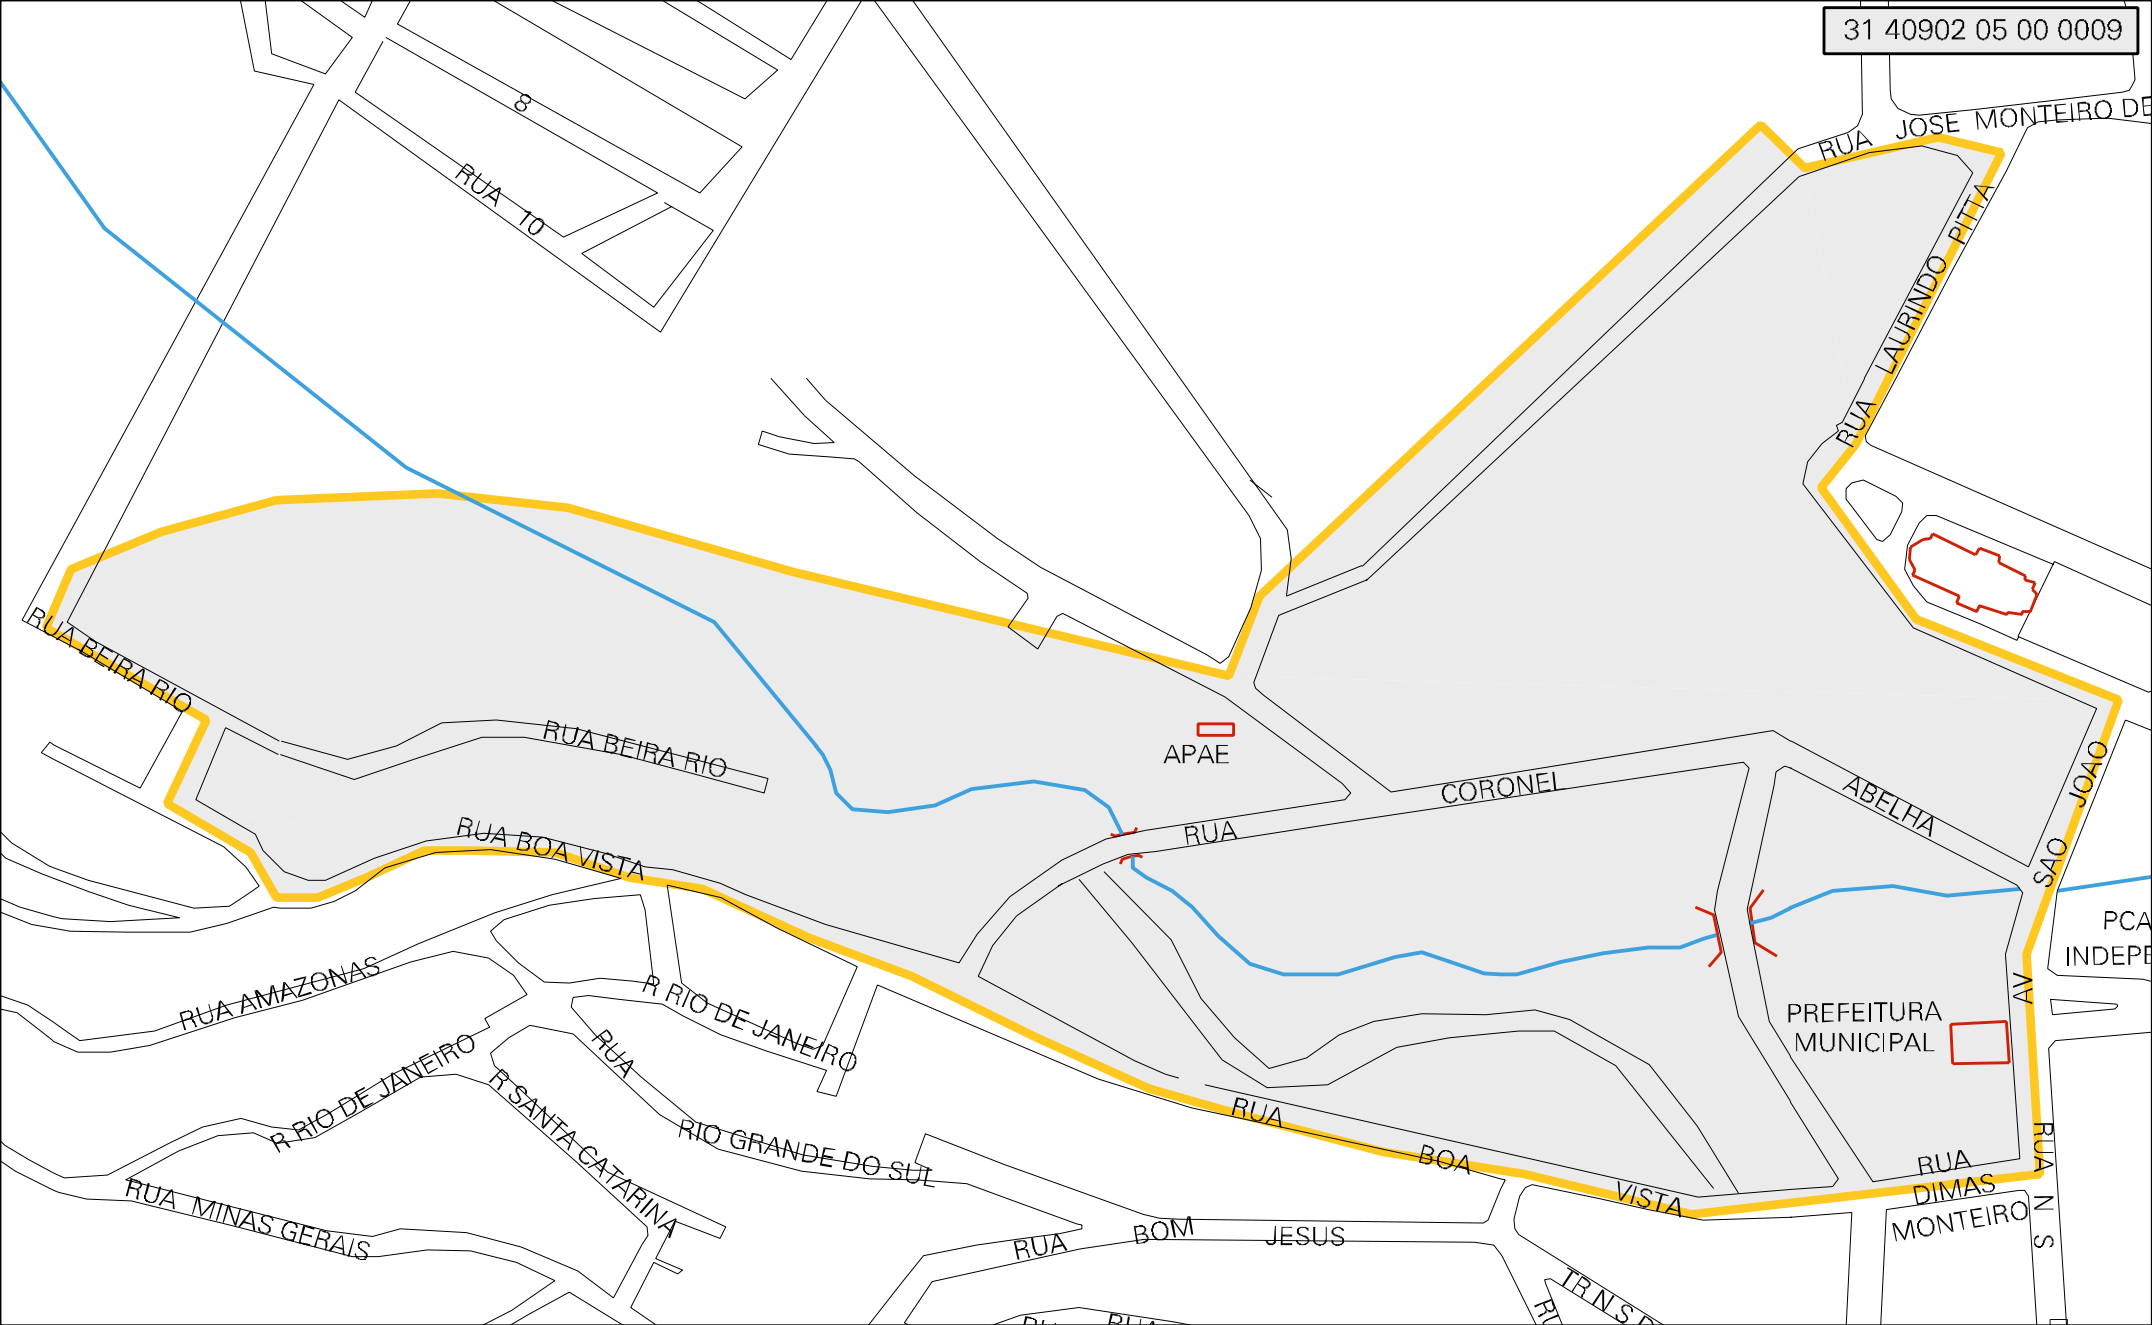 31 40902 05 00 0009
RUA JOSE MONTEIRO DE
8
RUA 10
RUA LAURINDO PITTA
RUA BEIRA RIO
RUA BEIRA RIO
APAE
RUA CORONEL ABELHA
AV SAO JOAO
RUA BOA VISTA
PCA
INDEPE
RUA AMAZONAS
R RIO DE JANEIRO
PREFEITURA
MUNICIPAL
R RIO DE JANEIRO
RUA RIO GRANDE DO SUL
R SANTA CATARINA
RUA BOA VISTA
RUA
DIMAS
MONTEIRO
RUA N S
RUA MINAS GERAIS
RUA BOM JESUS
TR N S